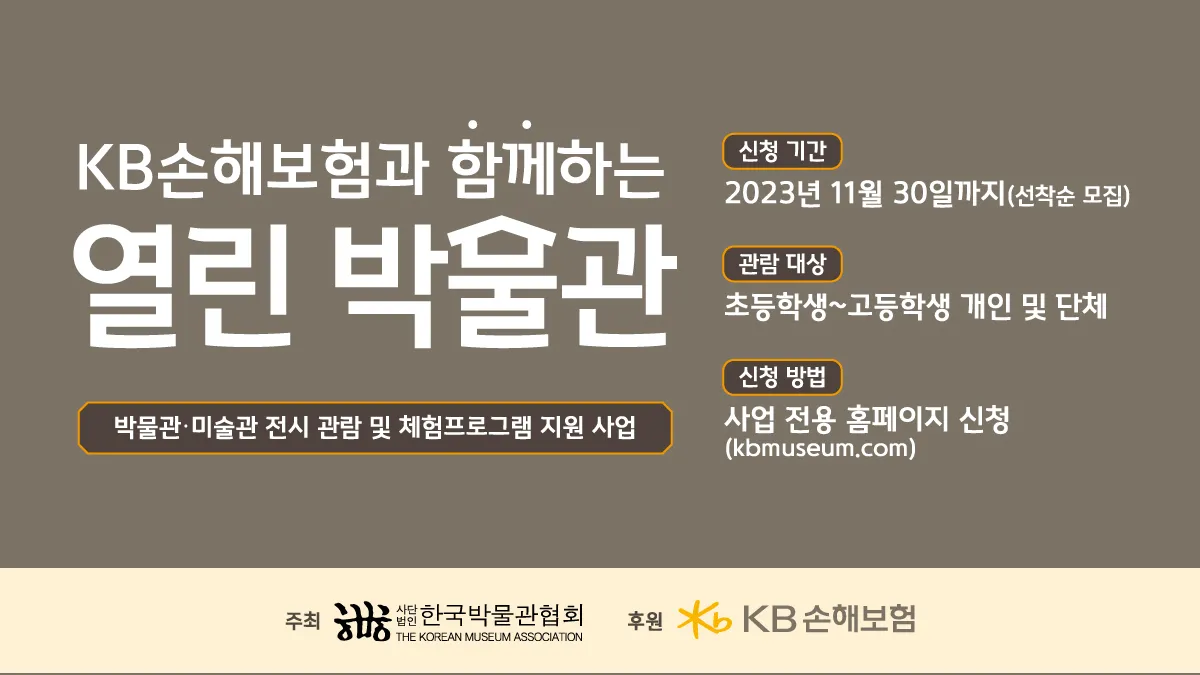 KB손해보험과 함께하는
열린 박물관
박물관·미술관 전시 관람 및 체험프로그램 지원 사업
신청 기간
2023년 11월 30일까지(선착순 모집)
관람 대상
초등학생~고등학생 개인 및 단체
신청 방법
사업 전용 홈페이지 신청
(kbmuseum.com)
주최 사단법인 한국박물관협회
THE KOREAN MUSEUM ASSOCIATION
후원 Kb KB손해보험